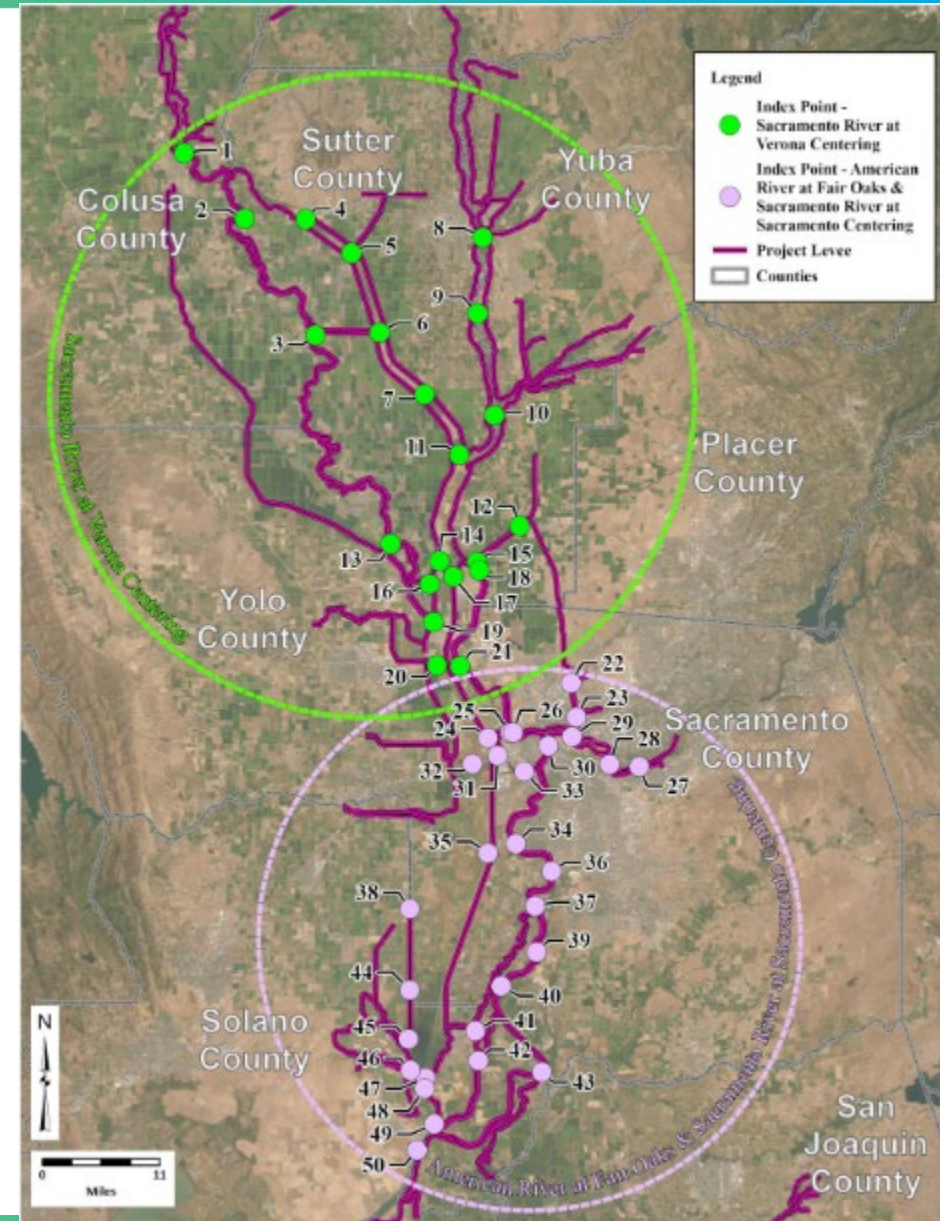 Legend
Index Point -
Sacramento River at
Verona Centering
Index Point - American
River at Fair Oaks &
Sacramento River at
Sacramento Centering
Project Levee
Counties
Sutter
County
Yuba
County
Colusa
County
1
2
4
5
8
9
3
6
7
10
11
Placer
County
12
14
13
15
18
16
17
Yolo
County
19
20
21
Sacramento River at Verona Centering
22
23
25
26
29
24
Sacramento
County
28
32
30
27
31
33
34
35
36
38
37
39
44
40
Solano
County
45
41
46
42
47
43
48
49
50
American River at Fair Oaks & Sacramento River at Sacramento Centering
San
Joaquin
County
N
0
11
Miles